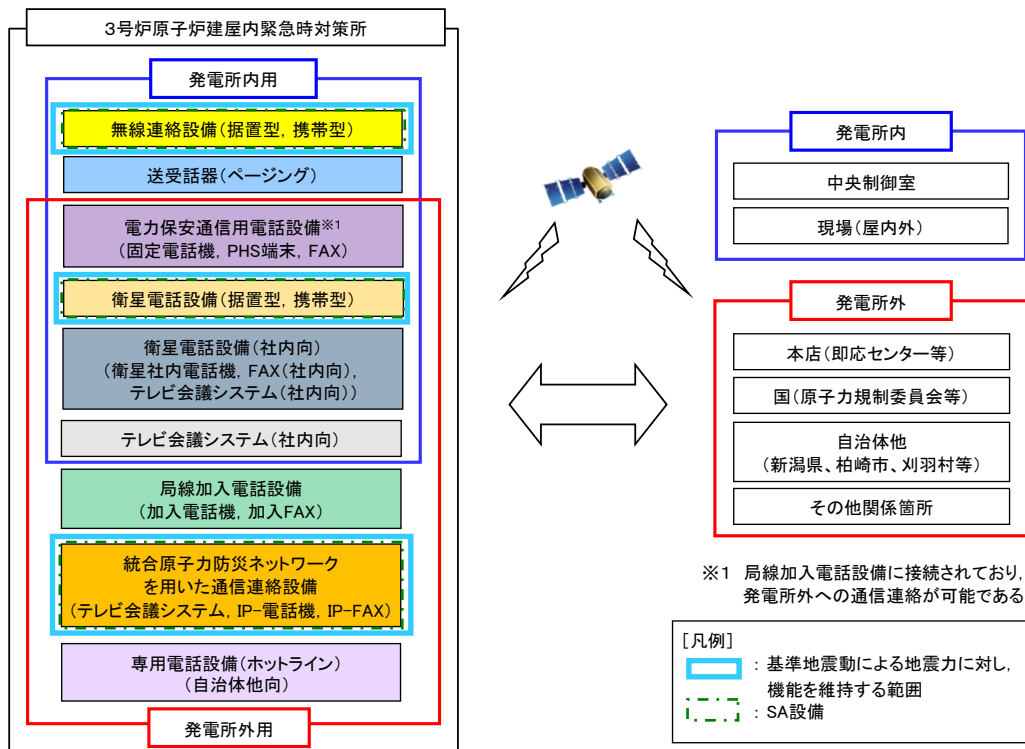 3号炉原子炉建屋内緊急時対策所
発電所内用
無線連絡設備(据置型, 携帯型)
送受話器(ページング)
電力保安通信用電話設備※1
(固定電話機, PHS端末, FAX)
衛星電話設備(据置型, 携帯型)
衛星電話設備(社内向)
(衛星社内電話機, FAX(社内向),
テレビ会議システム(社内向))
テレビ会議システム(社内向)
局線加入電話設備
(加入電話機, 加入FAX)
統合原子力防災ネットワーク
を用いた通信連絡設備
(テレビ会議システム, IP-電話機, IP-FAX)
専用電話設備(ホットライン)
(自治体他向)
発電所外用
発電所内
中央制御室
現場(屋内外)
発電所外
本店(即応センター等)
国(原子力規制委員会等)
自治体他
(新潟県、柏崎市、刈羽村等)
その他関係箇所
※1 局線加入電話設備に接続されており,
発電所外への通信連絡が可能である
[凡例]
: 基準地震動による地震力に対し,
機能を維持する範囲
: SA設備